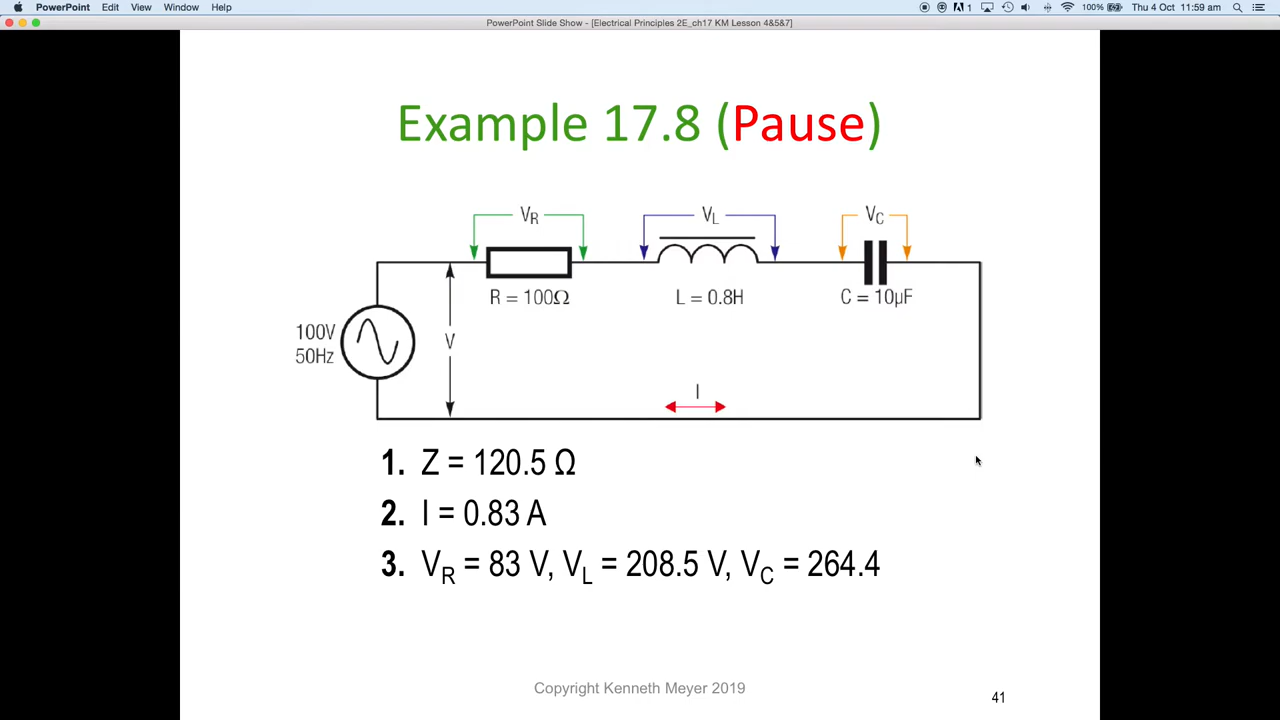 PowerPoint Edit View Window Help 1 100% Thu 4 Oct 11:59 am
PowerPoint Slide Show - [Electrical Principles 2E_ch17 KM Lesson 4&5&7]
Example 17.8 (Pause)
VR VL VC
R = 100Ω L = 0.8H C = 10µF
100V
50Hz
V
I
1. Z = 120.5 Ω
2. I = 0.83 A
3. VR = 83 V, VL = 208.5 V, VC = 264.4
Copyright Kenneth Meyer 2019
41